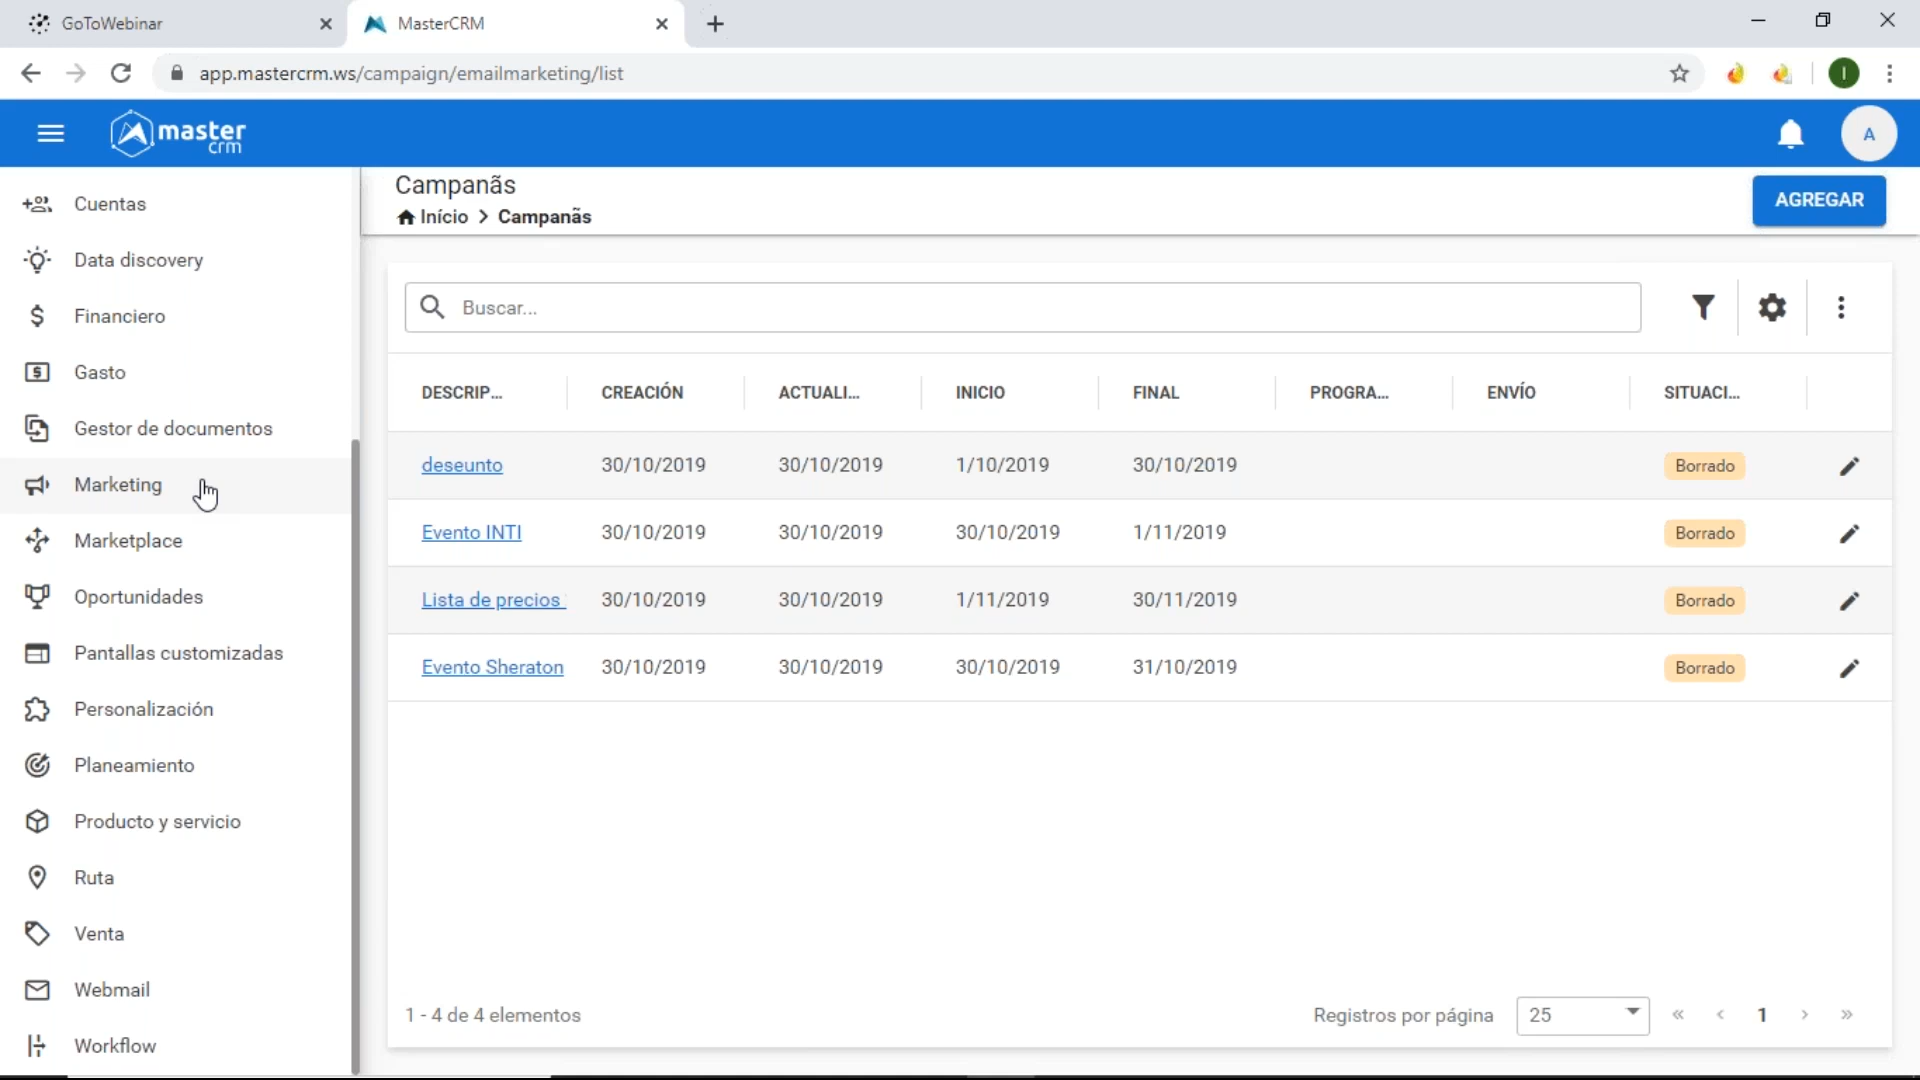 GoToWebinar
MasterCRM
app.mastercrm.ws/campaign/emailmarketing/list
I
master
crm
A
Cuentas
Data discovery
Financiero
Gasto
Gestor de documentos
Marketing
Marketplace
Oportunidades
Pantallas customizadas
Personalización
Planeamiento
Producto y servicio
Ruta
Venta
Webmail
Workflow
Campanãs
Início > Campanãs
AGREGAR
Buscar...
DESCRIP... CREACIÓN ACTUALI... INICIO FINAL PROGRA... ENVÍO SITUACI...
deseunto 30/10/2019 30/10/2019 1/10/2019 30/10/2019 Borrado
Evento INTI 30/10/2019 30/10/2019 30/10/2019 1/11/2019 Borrado
Lista de precios 30/10/2019 30/10/2019 1/11/2019 30/11/2019 Borrado
Evento Sheraton 30/10/2019 30/10/2019 30/10/2019 31/10/2019 Borrado
1 - 4 de 4 elementos
Registros por página 25 « ‹ 1 › »